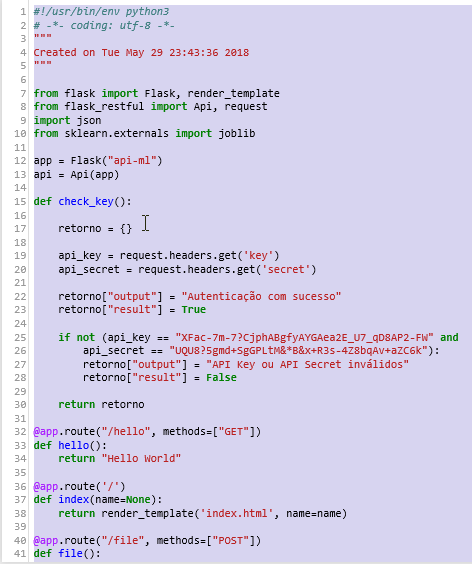 1 #!/usr/bin/env python3
2 # -*- coding: utf-8 -*-
3 """
4 Created on Tue May 29 23:43:36 2018
5 """
6
7 from flask import Flask, render_template
8 from flask_restful import Api, request
9 import json
10 from sklearn.externals import joblib
11
12 app = Flask("api-ml")
13 api = Api(app)
14
15 def check_key():
16
17     retorno = {}
18
19     api_key = request.headers.get('key')
20     api_secret = request.headers.get('secret')
21
22     retorno["output"] = "Autenticação com sucesso"
23     retorno["result"] = True
24
25     if not (api_key == "XFac-7m-7?CjphABgfyAYGAea2E_U7_qD8AP2-FW" and
26         api_secret == "UQU8?Sgmd+SgGPLtM&*B&x+R3s-4Z8bqAv+aZC6k"):
27         retorno["output"] = "API Key ou API Secret inválidos"
28         retorno["result"] = False
29
30     return retorno
31
32 @app.route("/hello", methods=["GET"])
33 def hello():
34     return "Hello World"
35
36 @app.route('/')
37 def index(name=None):
38     return render_template('index.html', name=name)
39
40 @app.route("/file", methods=["POST"])
41 def file():